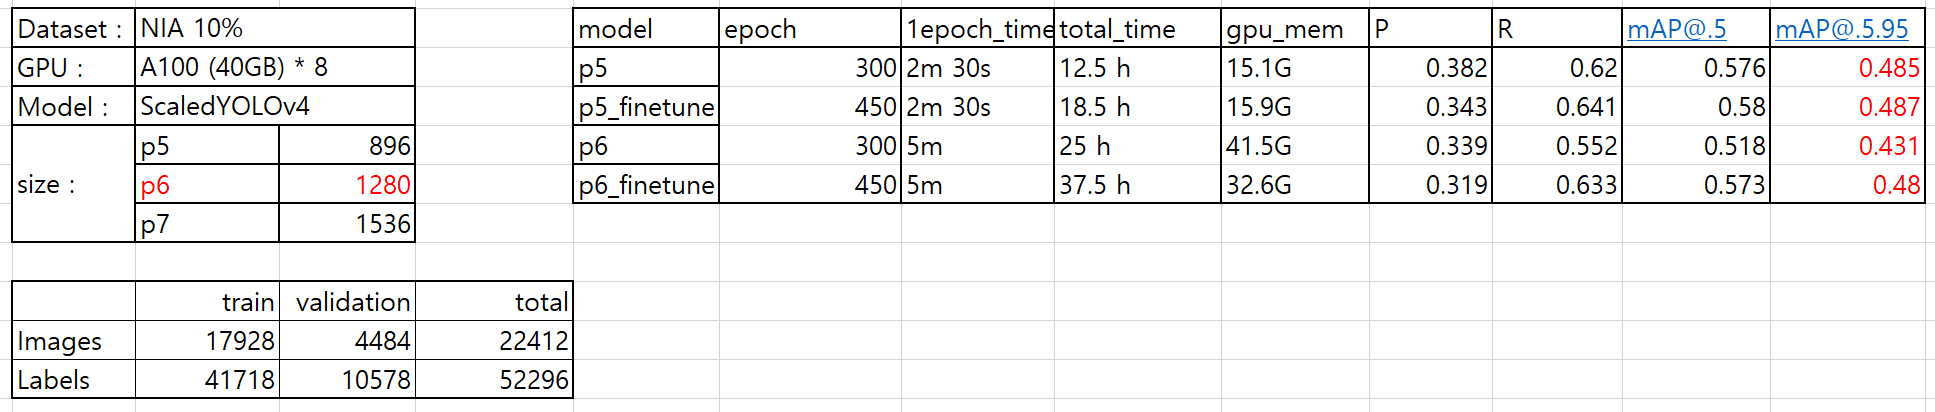 Dataset : NIA 10%
GPU : A100 (40GB) * 8
Model : ScaledYOLOv4
size : p5 896
p6 1280
p7 1536
model epoch 1epoch_time total_time gpu_mem P R mAP@.5 mAP@.5.95
p5 300 2m 30s 12.5 h 15.1G 0.382 0.62 0.576 0.485
p5_finetune 450 2m 30s 18.5 h 15.9G 0.343 0.641 0.58 0.487
p6 300 5m 25 h 41.5G 0.339 0.552 0.518 0.431
p6_finetune 450 5m 37.5 h 32.6G 0.319 0.633 0.573 0.48
train validation total
Images 17928 4484 22412
Labels 41718 10578 52296